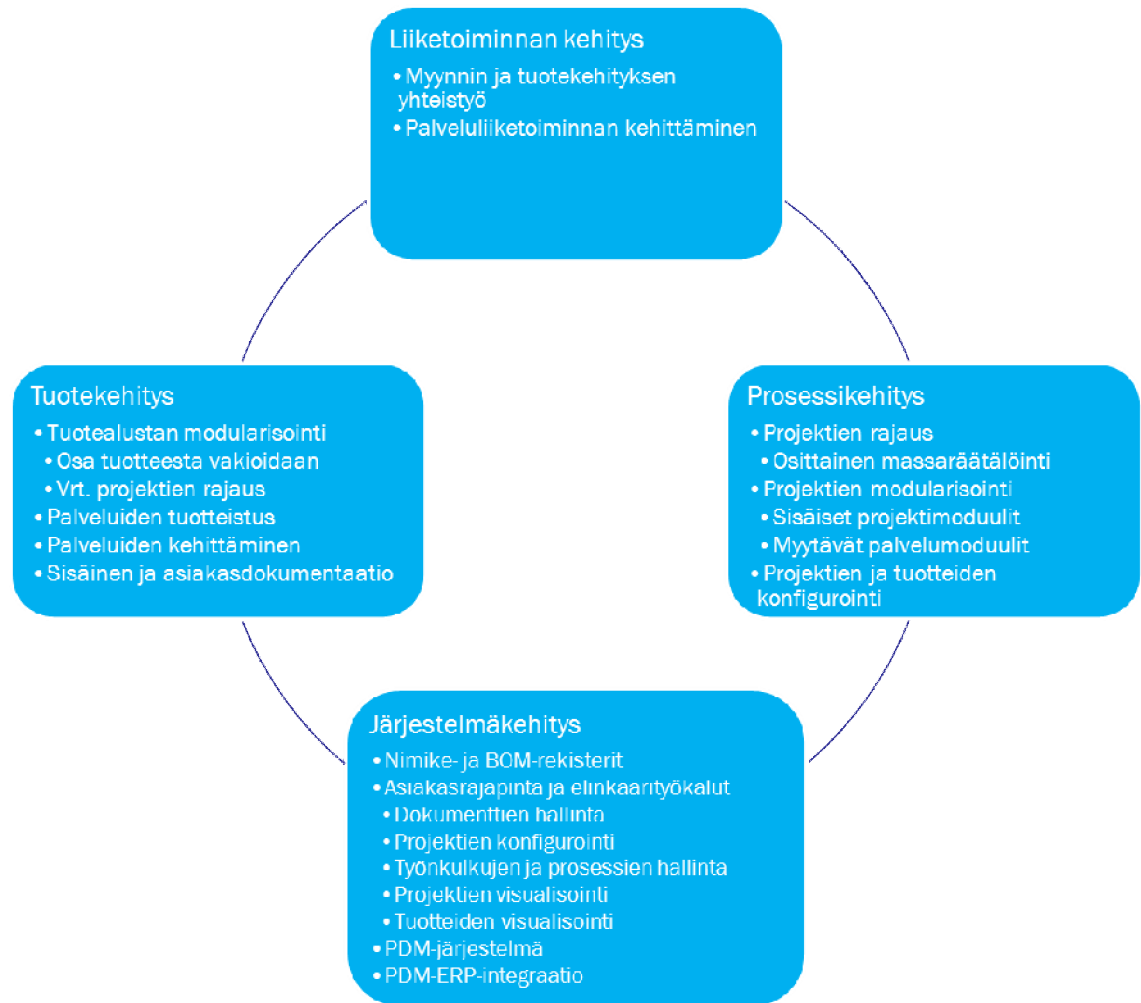 Liiketoiminnan kehitys
• Myynnin ja tuotekehityksen
yhteistyö
• Palveluliiketoiminnan kehittäminen
Tuotekehitys
• Tuotealustan modularisointi
• Osa tuotteesta vakioidaan
• Vrt. projektien rajaus
• Palveluiden tuotteistus
• Palveluiden kehittäminen
• Sisäinen ja asiakasdokumentaatio
Prosessikehitys
• Projektien rajaus
• Osittainen massaräätälöinti
• Projektien modularisointi
• Sisäiset projektimoduulit
• Myytävät palvelumoduulit
• Projektien ja tuotteiden
konfigurointi
Järjestelmäkehitys
• Nimike- ja BOM-rekisterit
• Asiakasrajapinta ja elinkaarityökalut
• Dokumenttien hallinta
• Projektien konfigurointi
• Työnkulkujen ja prosessien hallinta
• Projektien visualisointi
• Tuotteiden visualisointi
• PDM-järjestelmä
• PDM-ERP-integraatio